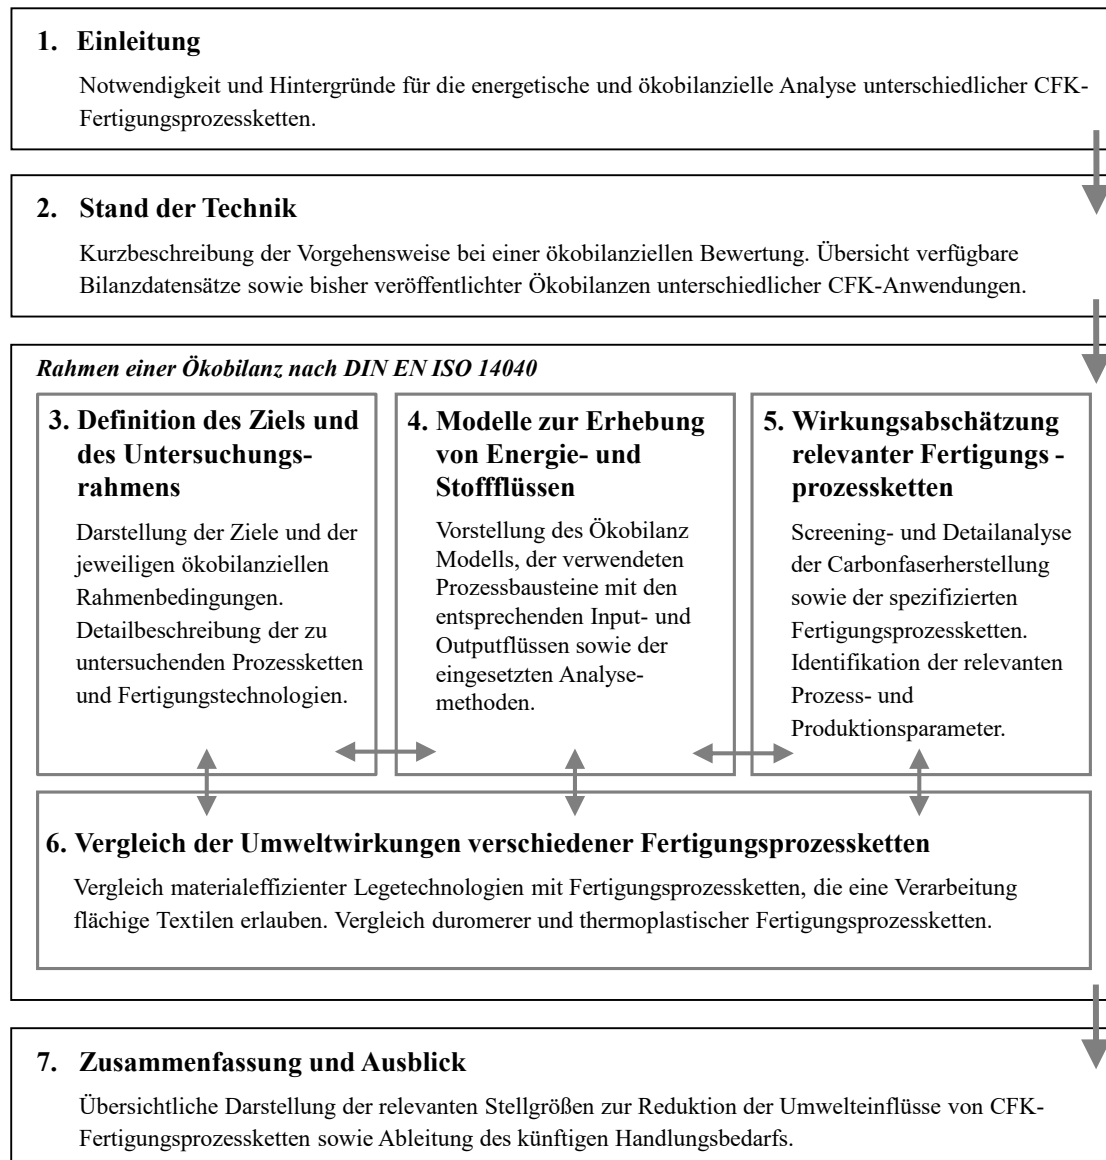 1. Einleitung
Notwendigkeit und Hintergründe für die energetische und ökobilanzielle Analyse unterschiedlicher CFK-
Fertigungsprozessketten.
2. Stand der Technik
Kurzbeschreibung der Vorgehensweise bei einer ökobilanziellen Bewertung. Übersicht verfügbare
Bilanzdatensätze sowie bisher veröffentlichter Ökobilanzen unterschiedlicher CFK-Anwendungen.
Rahmen einer Ökobilanz nach DIN EN ISO 14040
3. Definition des Ziels und
des Untersuchungs-
rahmens
Darstellung der Ziele und der
jeweiligen ökobilanziellen
Rahmenbedingungen.
Detailbeschreibung der zu
untersuchenden Prozessketten
und Fertigungstechnologien.
4. Modelle zur Erhebung
von Energie- und
Stoffflüssen
Vorstellung des Ökobilanz
Modells, der verwendeten
Prozessbausteine mit den
entsprechenden Input- und
Outputflüssen sowie der
eingesetzten Analyse-
methoden.
5. Wirkungsabschätzung
relevanter Fertigungs -
prozessketten
Screening- und Detailanalyse
der Carbonfaserherstellung
sowie der spezifizierten
Fertigungsprozessketten.
Identifikation der relevanten
Prozess- und
Produktionsparameter.
6. Vergleich der Umweltwirkungen verschiedener Fertigungsprozessketten
Vergleich materialeffizienter Legetechnologien mit Fertigungsprozessketten, die eine Verarbeitung
flächige Textilen erlauben. Vergleich duromerer und thermoplastischer Fertigungsprozessketten.
7. Zusammenfassung und Ausblick
Übersichtliche Darstellung der relevanten Stellgrößen zur Reduktion der Umwelteinflüsse von CFK-
Fertigungsprozessketten sowie Ableitung des künftigen Handlungsbedarfs.